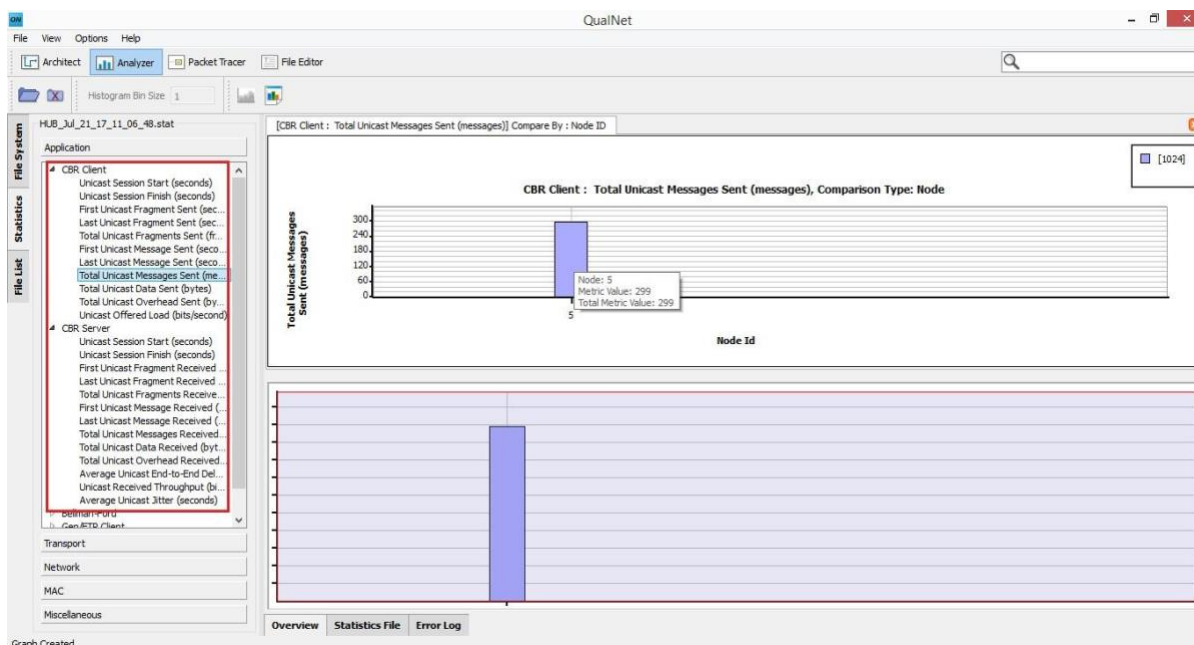 ON
QualNet
File View Options Help
Architect Analyzer Packet Tracer File Editor
Histogram Bin Size 1
File System
Statistics
File List
HUB_Jul_21_17_11_06_48.stat
Application
CBR Client
Unicast Session Start (seconds)
Unicast Session Finish (seconds)
First Unicast Fragment Sent (sec...
Last Unicast Fragment Sent (sec...
Total Unicast Fragments Sent (fr...
First Unicast Message Sent (seco...
Last Unicast Message Sent (seco...
Total Unicast Messages Sent (me...
Total Unicast Data Sent (bytes)
Total Unicast Overhead Sent (by...
Unicast Offered Load (bits/second)
CBR Server
Unicast Session Start (seconds)
Unicast Session Finish (seconds)
First Unicast Fragment Received ...
Last Unicast Fragment Received ...
Total Unicast Fragments Receive...
First Unicast Message Received (...
Last Unicast Message Received (...
Total Unicast Messages Received...
Total Unicast Data Received (byt...
Total Unicast Overhead Received...
Average Unicast End-to-End Del...
Unicast Received Throughput (bi...
Average Unicast Jitter (seconds)
Bellman-Ford
Gen/FTP Client
Transport
Network
MAC
Miscellaneous
[CBR Client : Total Unicast Messages Sent (messages)] Compare By : Node ID
[1024]
CBR Client : Total Unicast Messages Sent (messages), Comparison Type: Node
Total Unicast Messages
Sent (messages)
300
240
180
120
60
0
Node: 5
Metric Value: 299
Total Metric Value: 299
5
Node Id
Overview Statistics File Error Log
Graph Created